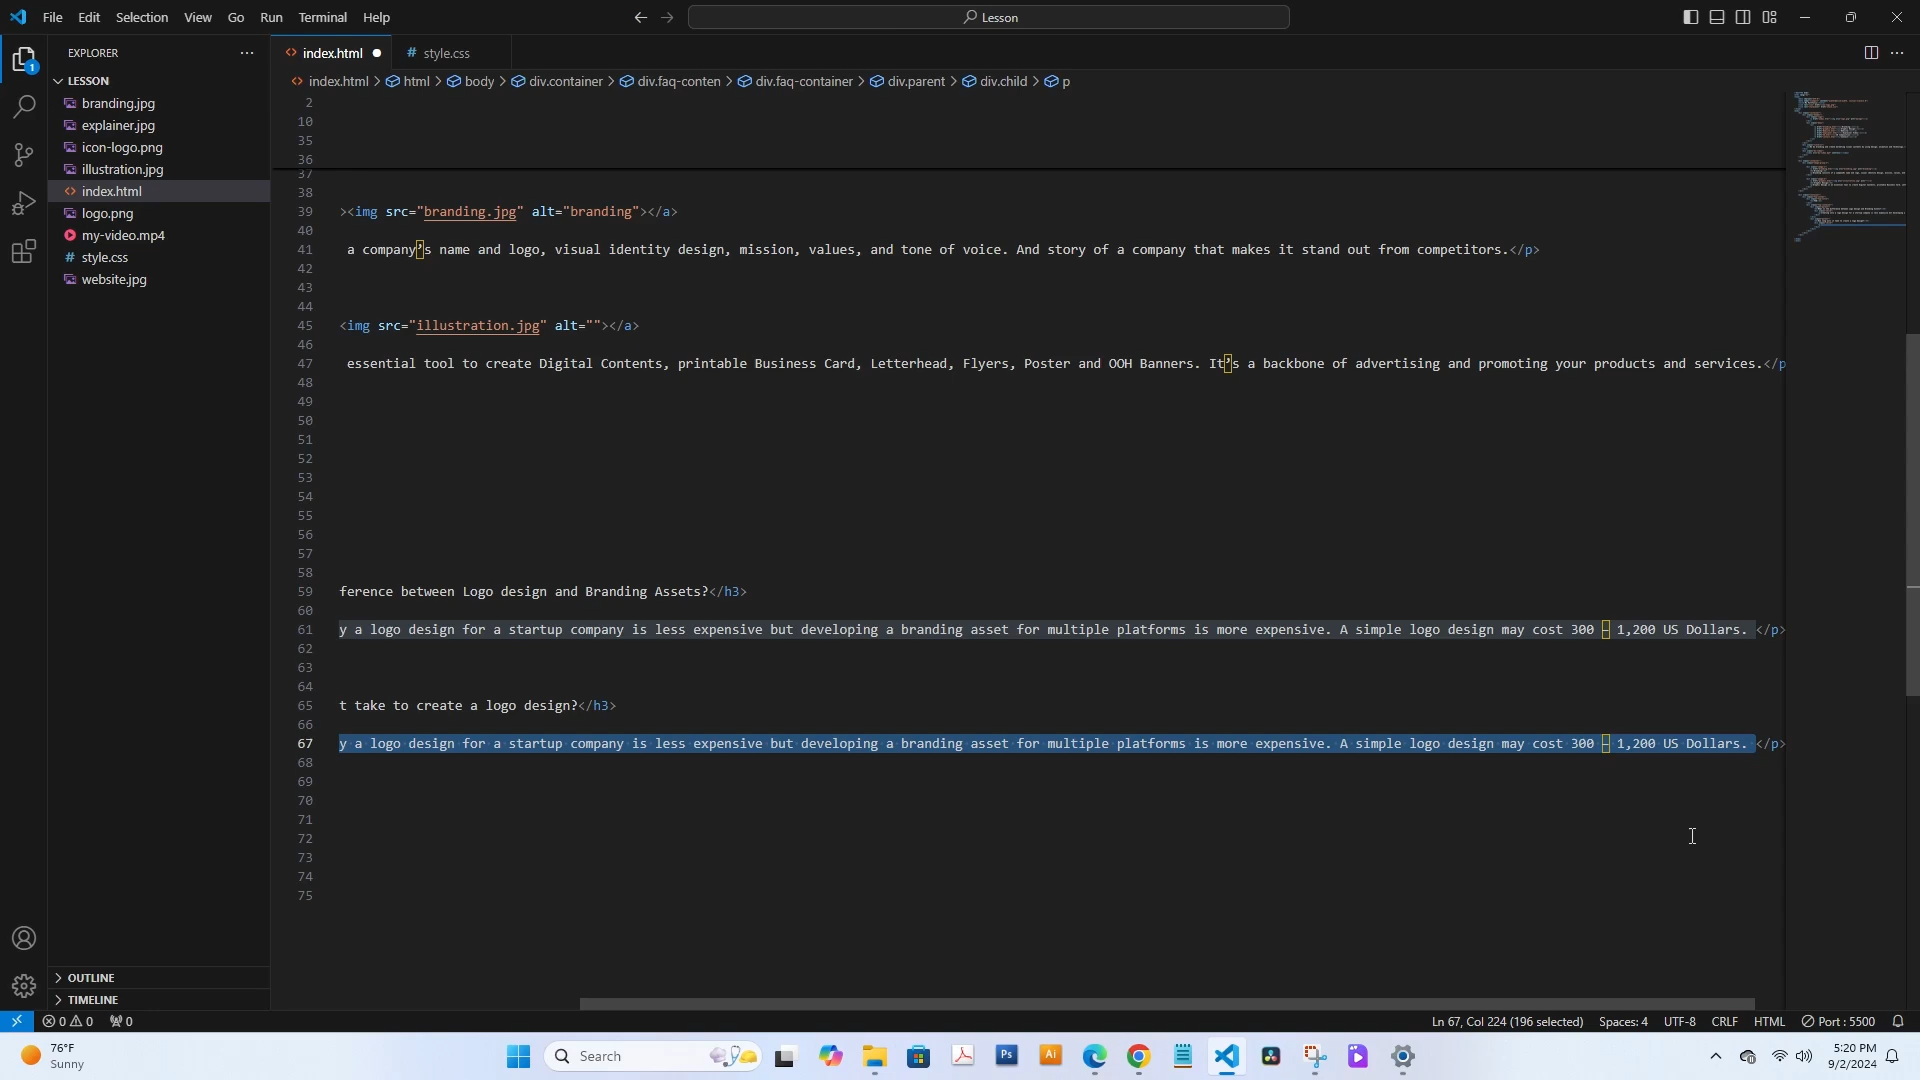 File Edit Selection View Go Run Terminal Help
Lesson
EXPLORER
index.html
# style.css
LESSON
index.html > html > body > div.container > div.faq-conten > div.faq-container > div.parent > div.child > p
branding.jpg
explainer.jpg
icon-logo.png
illustration.jpg
index.html
logo.png
my-video.mp4
# style.css
website.jpg
2
10
35
36
37
38
39 ><img src="branding.jpg" alt="branding"></a>
40
41 a company’s name and logo, visual identity design, mission, values, and tone of voice. And story of a company that makes it stand out from competitors.</p>
42
43
44
45 <img src="illustration.jpg" alt=""></a>
46
47 essential tool to create Digital Contents, printable Business Card, Letterhead, Flyers, Poster and OOH Banners. It’s a backbone of advertising and promoting your products and services.</p
48
49
50
51
52
53
54
55
56
57
58
59 ference between Logo design and Branding Assets?</h3>
60
61 y a logo design for a startup company is less expensive but developing a branding asset for multiple platforms is more expensive. A simple logo design may cost 300 – 1,200 US Dollars. </p>
62
63
64
65 t take to create a logo design?</h3>
66
67 y a logo design for a startup company is less expensive but developing a branding asset for multiple platforms is more expensive. A simple logo design may cost 300 – 1,200 US Dollars. </p>
68
69
70
71
72
73
74
75
OUTLINE
TIMELINE
0 0 0
Ln 67, Col 224 (196 selected) Spaces: 4 UTF-8 CRLF HTML Port : 5500
76°F
Sunny
Search
Ps
Ai
5:20 PM
9/2/2024